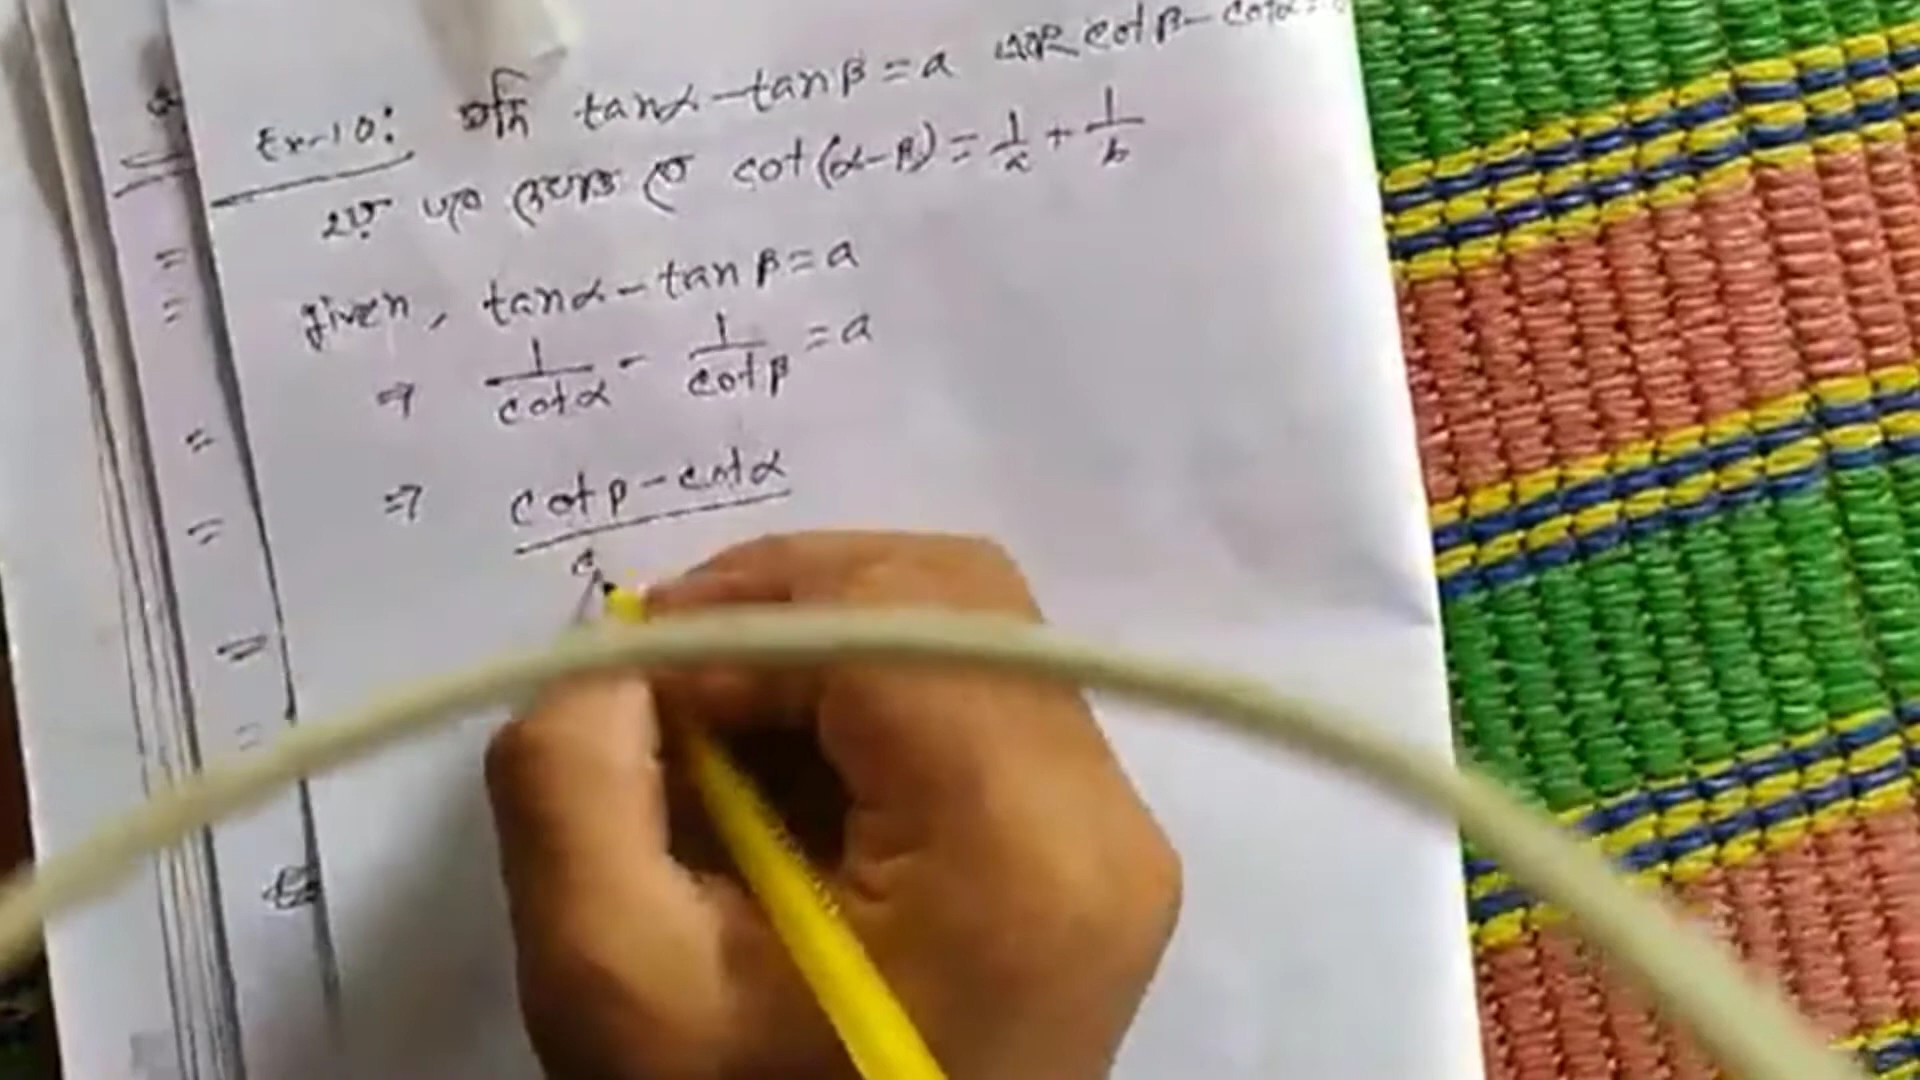 Ex-10: যদি tanα-tanβ=a এবং cotβ-cotα=
হয় তবে দেখাও যে cot(α-β)=1/a+1/b
given, tanα-tanβ=a
⇒ 1/cotα - 1/cotβ =a
⇒ cotβ-cotα
c